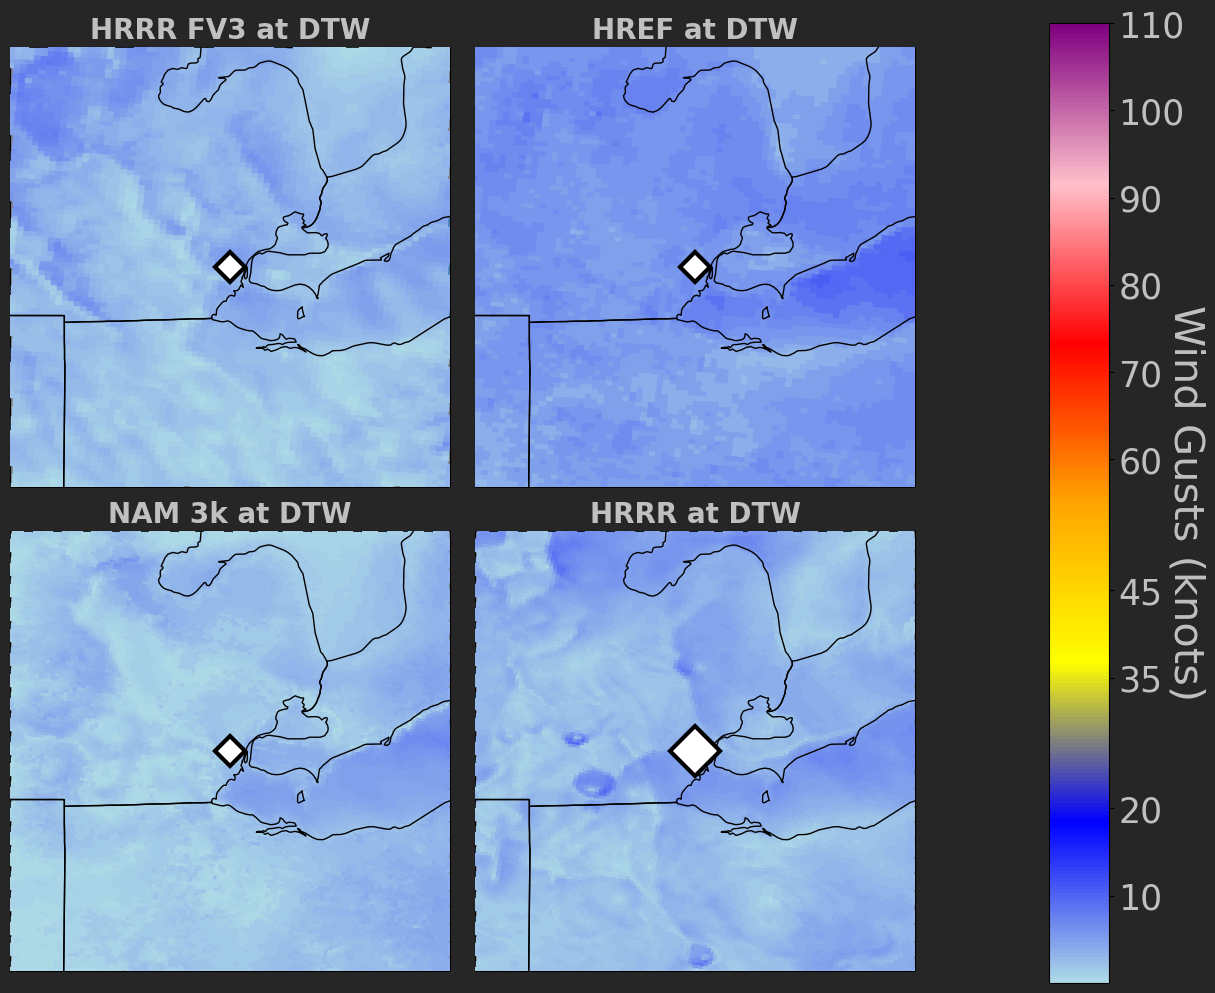 HRRR FV3 at DTW
HREF at DTW
NAM 3k at DTW
HRRR at DTW
110
100
90
80
70
60
45
35
20
10
Wind Gusts (knots)